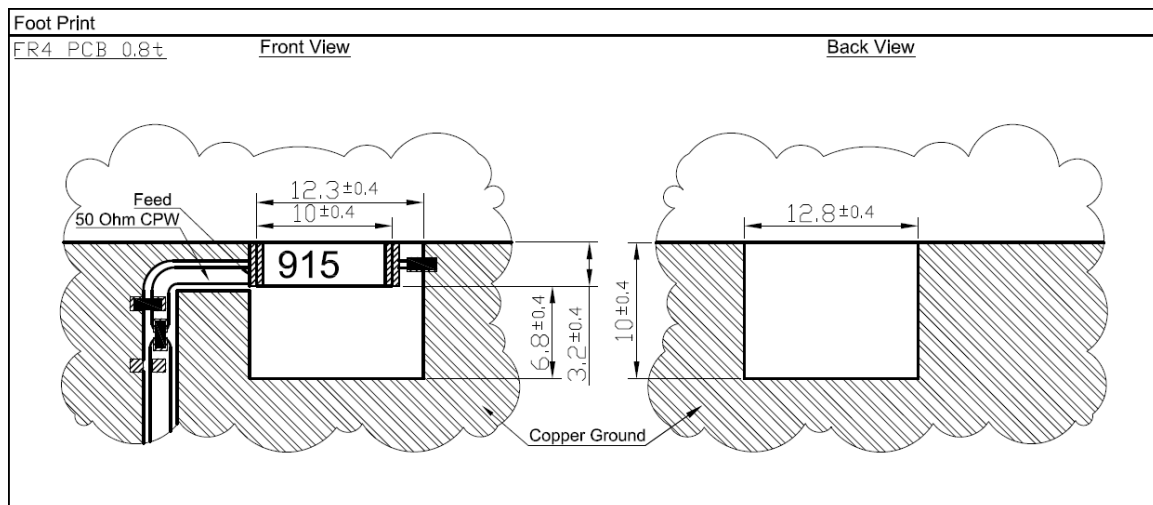 Foot Print
FR4 PCB 0.8t
Front View
Back View
12.3±0.4
10±0.4
Feed
50 Ohm CPW
915
6.8±0.4
3.2±0.4
12.8±0.4
10±0.4
Copper Ground